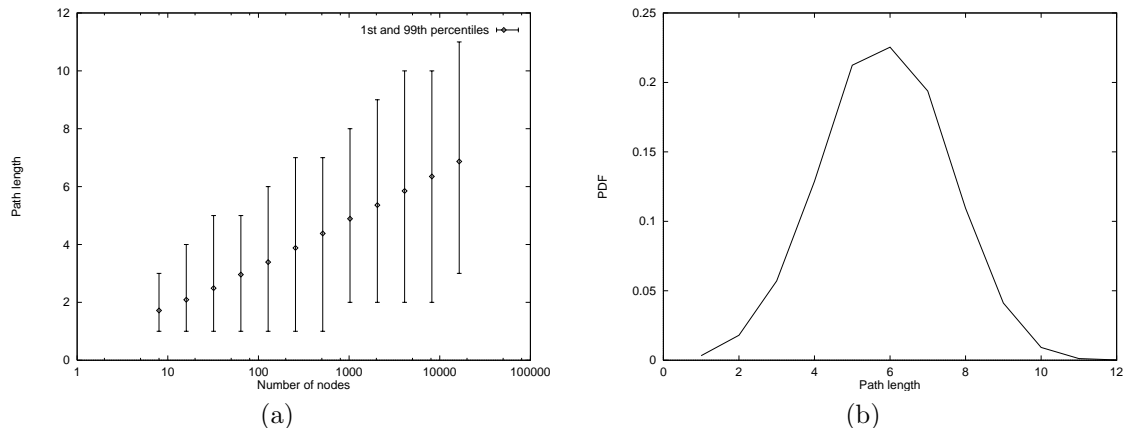 12
10
8
6
4
2
0
Path length
1st and 99th percentiles
1 10 100 1000 10000 100000
Number of nodes
(a)
0.25
0.2
0.15
0.1
0.05
0
PDF
0 2 4 6 8 10 12
Path length
(b)